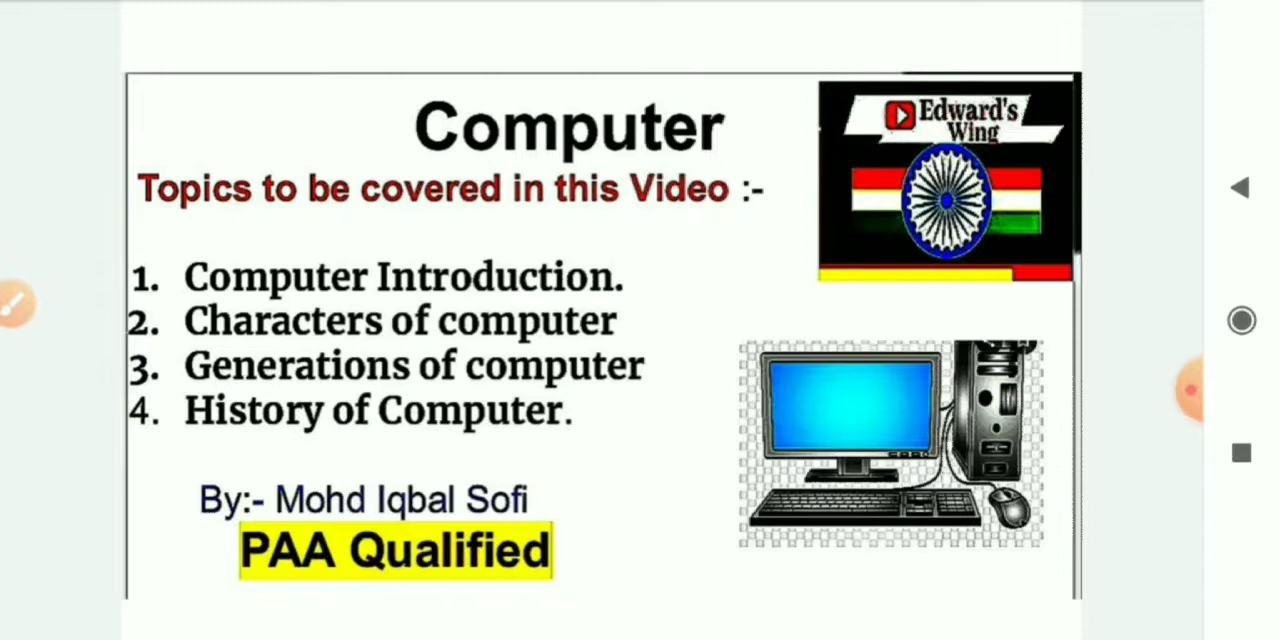 Computer
Edward's
Wing
Topics to be covered in this Video :-
1. Computer Introduction.
2. Characters of computer
3. Generations of computer
4. History of Computer.
By:- Mohd Iqbal Sofi
PAA Qualified